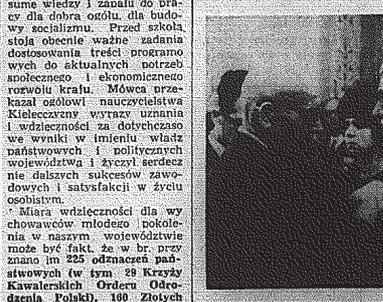 sumę wiedzy i zapału do pra-
cy dla dobra ogółu, dla budo-
wy socjalizmu. Przed szkołą
stoją obecnie ważne zadania
dostosowania treści programo
wych do aktualnych potrzeb
społecznego i ekonomicznego
rozwoju kraju. Mówca prze-
kazał ogółowi nauczycielstwa
Kielecczyzny wyrazy uznania
i wdzięczności za dotychczaso
we wyniki w imieniu władz
państwowych i politycznych
województwa i życzył serdecz
nie dalszych sukcesów zawo-
dowych i satysfakcji w życiu
osobistym.
Miarą wdzięczności dla wy
chowawców młodego pokole-
nia w naszym województwie
może być fakt, że w br. przy
znano im 225 odznaczeń pań-
stwowych (w tym 29 Krzyży
Kawalerskich Orderu Odro-
dzenia Polski), 160 Złotych